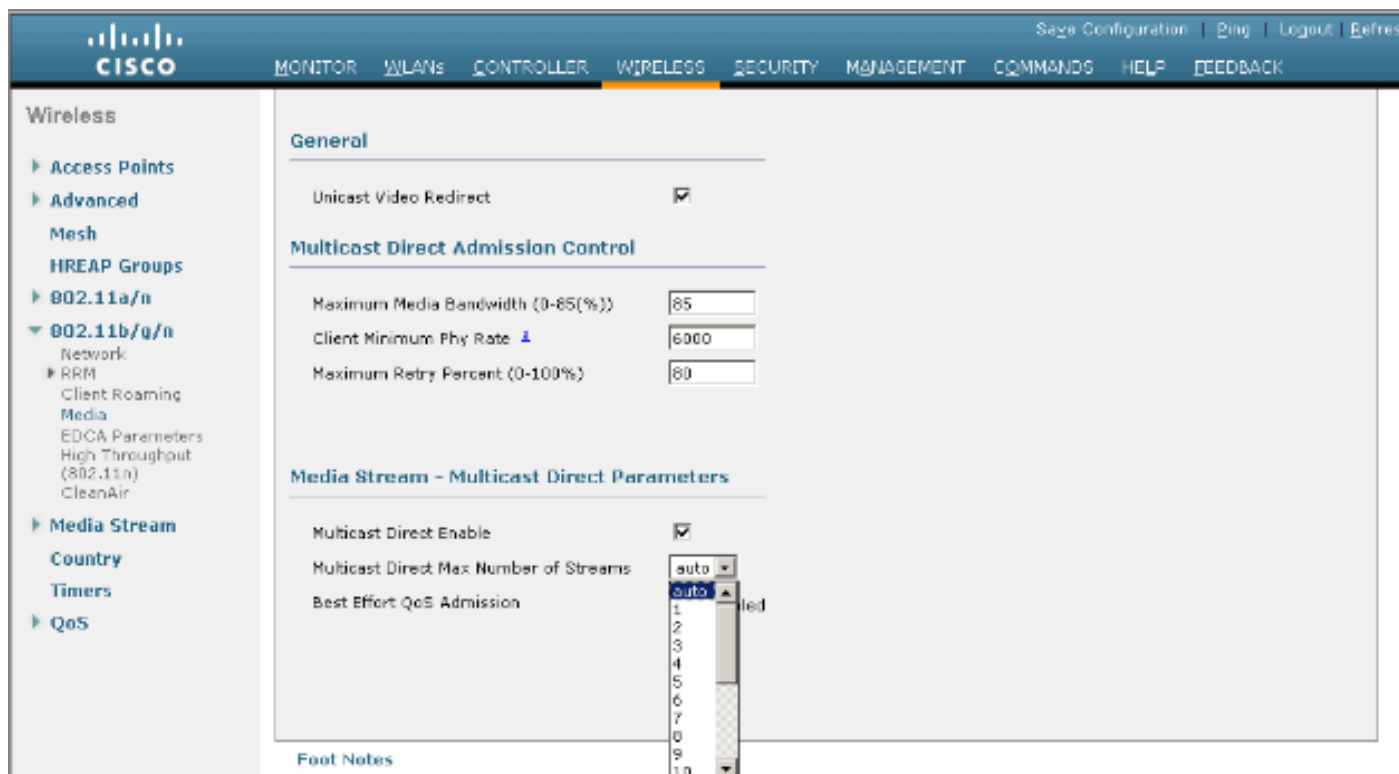 Save Configuration | Ping | Logout | Refres
CISCO
MONITOR WLANs CONTROLLER WIRELESS SECURITY MANAGEMENT COMMANDS HELP FEEDBACK
Wireless
Access Points
Advanced
Mesh
HREAP Groups
802.11a/n
802.11b/g/n
Network
RRM
Client Roaming
Media
EDCA Parameters
High Throughput
(802.11n)
CleanAir
Media Stream
Country
Timers
QoS
General
Unicast Video Redirect
Multicast Direct Admission Control
Maximum Media Bandwidth (0-85(%)) 85
Client Minimum Phy Rate 6000
Maximum Retry Percent (0-100%) 80
Media Stream - Multicast Direct Parameters
Multicast Direct Enable
Multicast Direct Max Number of Streams auto
Best Effort QoS Admission led
auto
1
2
3
4
5
6
7
8
9
10
Foot Notes